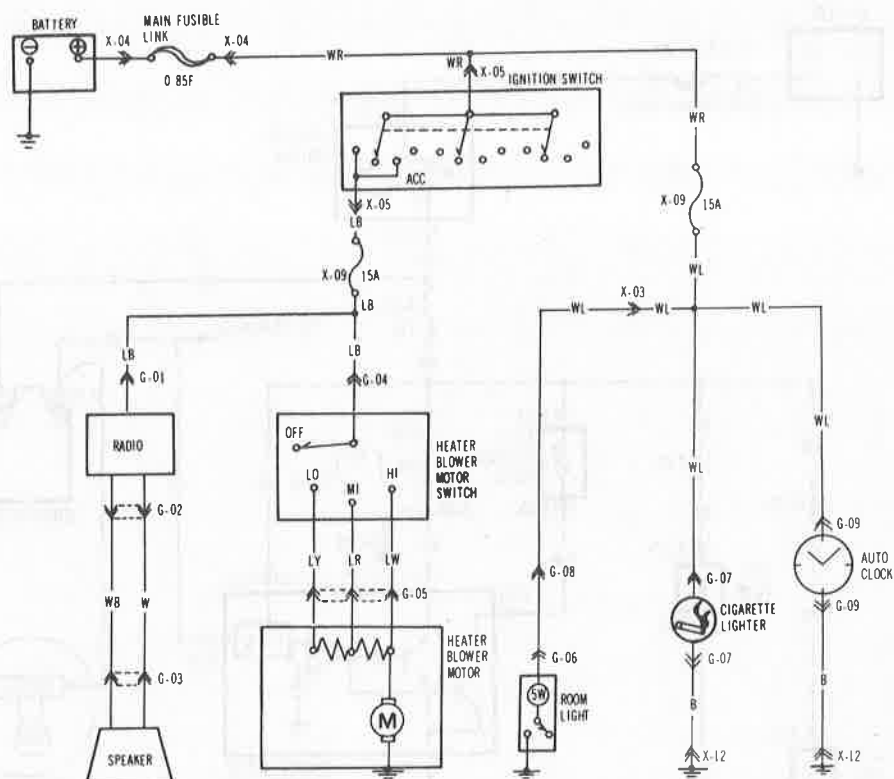 BATTERY
MAIN FUSIBLE
LINK
X-04
X-04
0 85F
WR
WR
X-05
IGNITION SWITCH
WR
ACC
X-05
LB
X-09
15A
X-09
15A
LB
WL
X-03
WL
WL
WL
LB
LB
G-01
G-04
RADIO
OFF
LO
MI
HI
HEATER
BLOWER
MOTOR
SWITCH
WL
WL
G-02
G-09
LY
LR
LW
G-08
G-07
AUTO
CLOCK
WB
W
G-05
CIGARETTE
LIGHTER
G-09
HEATER
BLOWER
MOTOR
G-06
G-07
G-03
5W
ROOM
LIGHT
B
B
M
SPEAKER
X-12
X-12